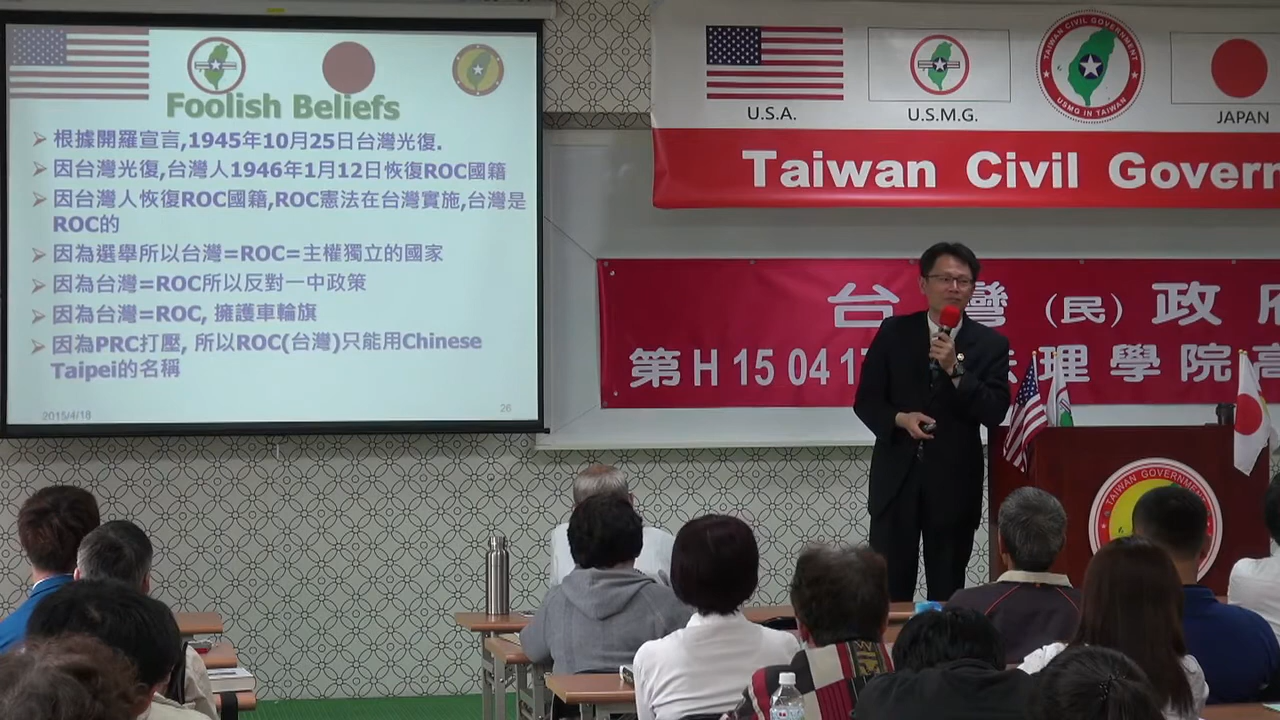 Foolish Beliefs
根據開羅宣言,1945年10月25日台灣光復.
因台灣光復,台灣人1946年1月12日恢復ROC國籍
因台灣人恢復ROC國籍,ROC憲法在台灣實施,台灣是
ROC的
因為選舉所以台灣=ROC=主權獨立的國家
因為台灣=ROC所以反對一中政策
因為台灣=ROC, 擁護車輪旗
因為PRC打壓, 所以ROC(台灣)只能用Chinese
Taipei的名稱
2015/4/18
26
U.S.A.
U.S.M.G.
TAIWAN CIVIL GOVERNMENT
USMG IN TAIWAN
JAPAN
Taiwan Civil Govern
台灣(民)政府
第H 15 04 17 法理學院高
TAIWAN GOVERNMENT